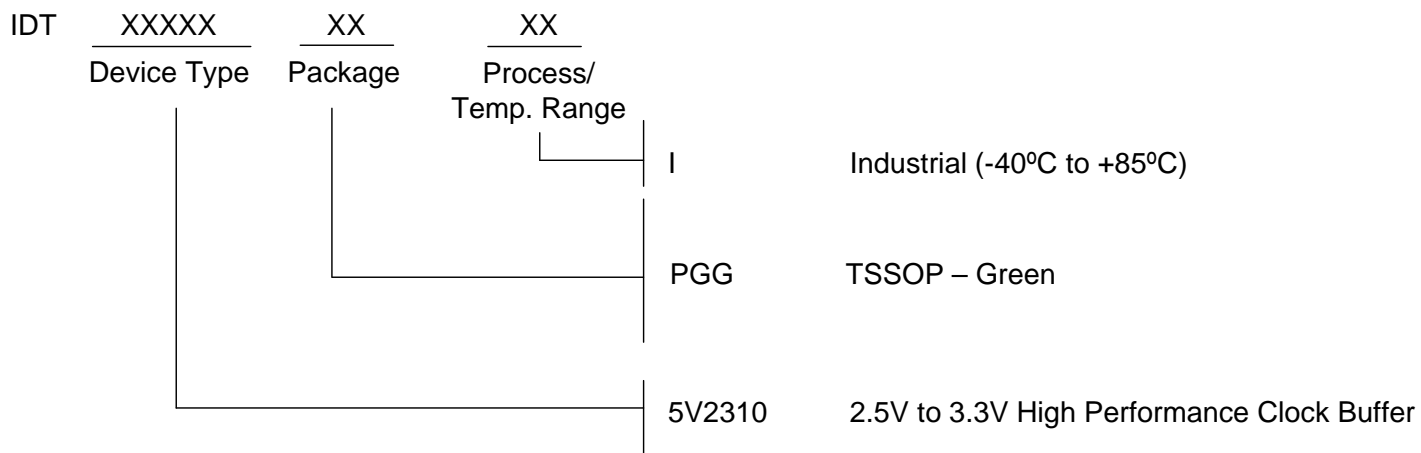 IDT XXXXX XX XX
Device Type Package Process/
Temp. Range
I Industrial (-40ºC to +85ºC)
PGG TSSOP – Green
5V2310 2.5V to 3.3V High Performance Clock Buffer